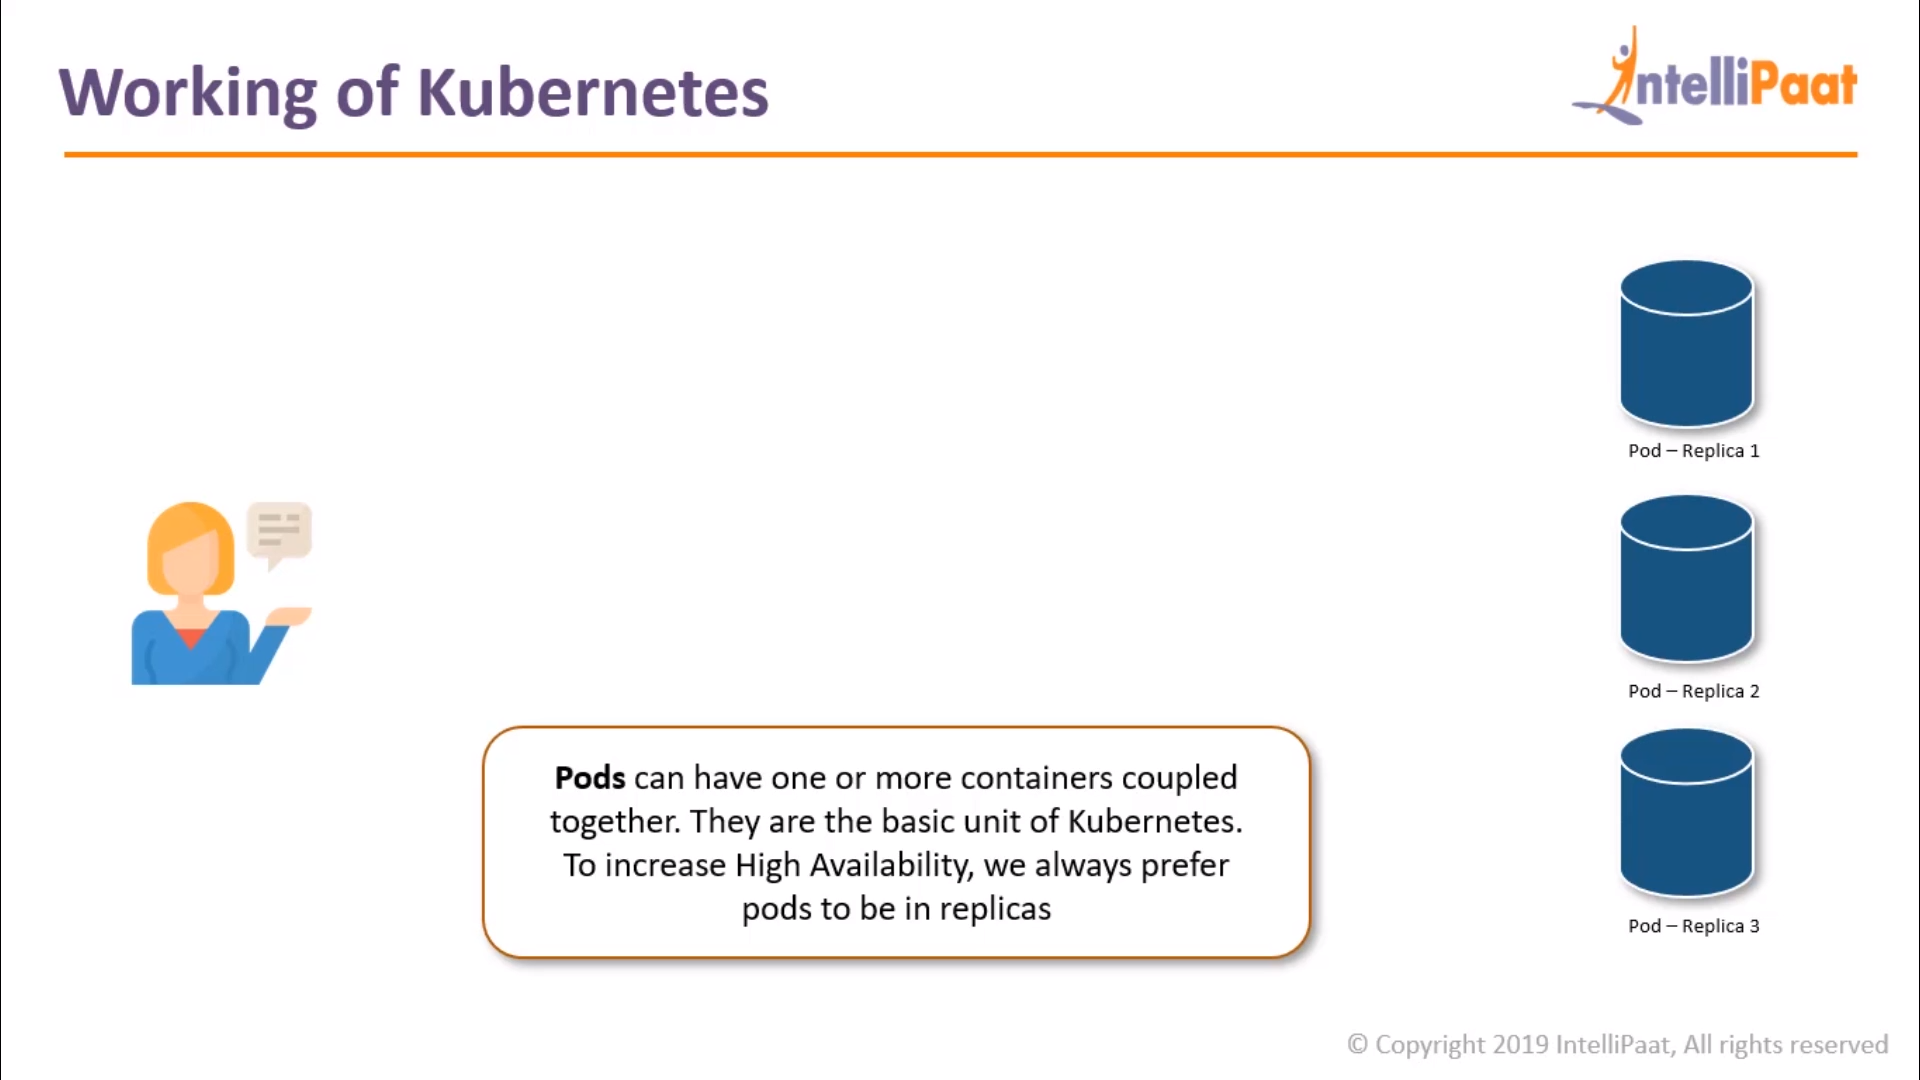 Working of Kubernetes
IntelliPaat
Pod – Replica 1
Pod – Replica 2
Pods can have one or more containers coupled
together. They are the basic unit of Kubernetes.
To increase High Availability, we always prefer
pods to be in replicas
Pod – Replica 3
© Copyright 2019 IntelliPaat, All rights reserved